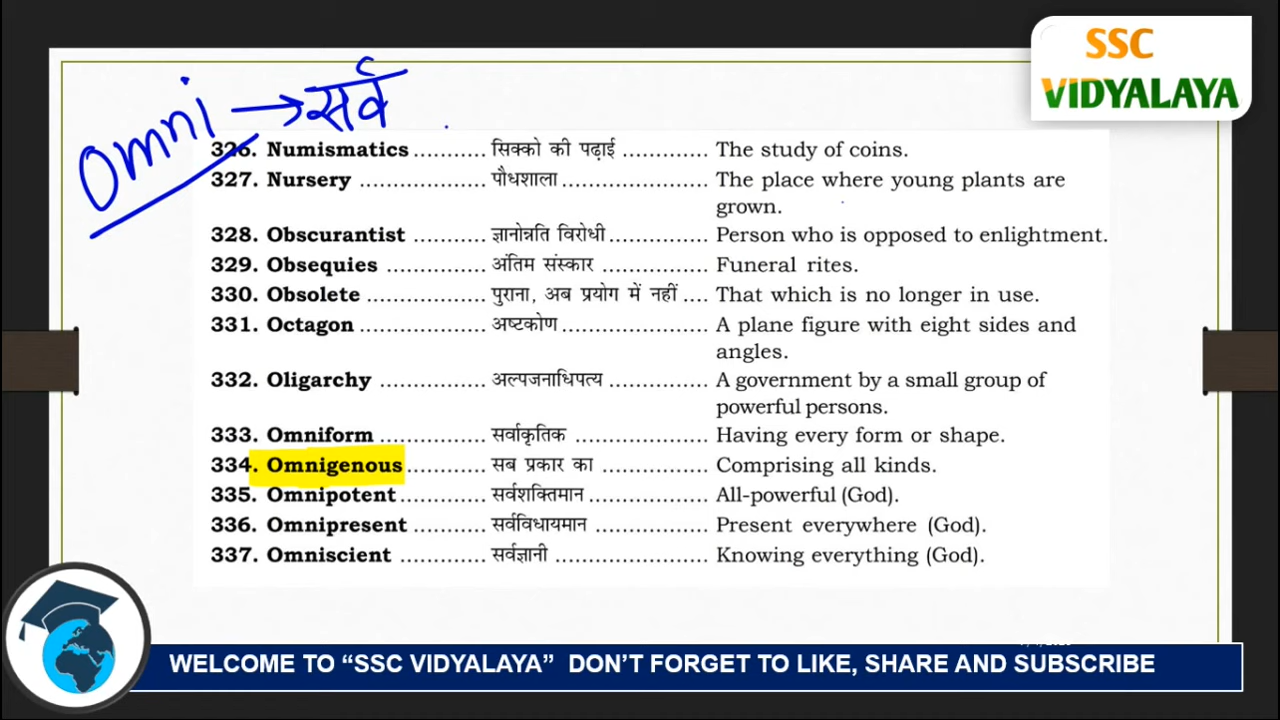 SSC
VIDYALAYA
Omni → सर्व
326. Numismatics ............ सिक्को की पढ़ाई ............. The study of coins.
327. Nursery ..................... पौधशाला ...................... The place where young plants are
grown.
328. Obscurantist ............ ज्ञानोन्नति विरोधी ............... Person who is opposed to enlightment.
329. Obsequies ................ अंतिम संस्कार ................. Funeral rites.
330. Obsolete ................... पुराना, अब प्रयोग में नहीं .... That which is no longer in use.
331. Octagon ..................... अष्टकोण ...................... A plane figure with eight sides and
angles.
332. Oligarchy .................. अल्पजनाधिपत्य ............... A government by a small group of
powerful persons.
333. Omniform ................. सर्वाकृतिक .................... Having every form or shape.
334. Omnigenous ............. सब प्रकार का .................. Comprising all kinds.
335. Omnipotent .............. सर्वशक्तिमान ................... All-powerful (God).
336. Omnipresent ............ सर्वविधायमान ................. Present everywhere (God).
337. Omniscient .............. सर्वज्ञानी ....................... Knowing everything (God).
WELCOME TO “SSC VIDYALAYA” DON’T FORGET TO LIKE, SHARE AND SUBSCRIBE